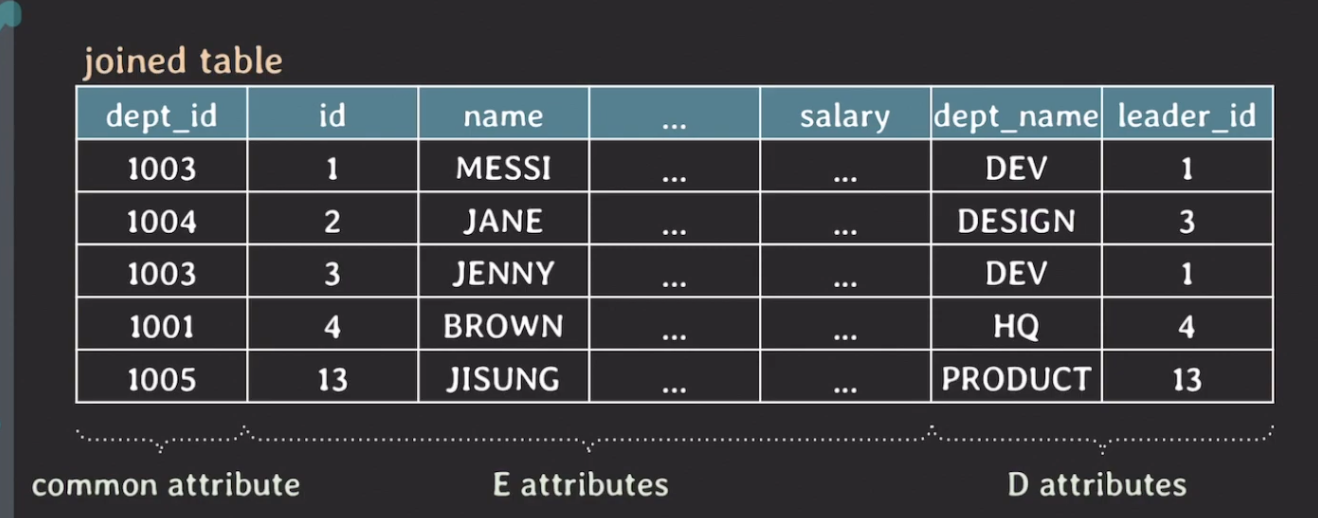 joined table
dept_id id name ... salary dept_name leader_id
1003 1 MESSI ... ... DEV 1
1004 2 JANE ... ... DESIGN 3
1003 3 JENNY ... ... DEV 1
1001 4 BROWN ... ... HQ 4
1005 13 JISUNG ... ... PRODUCT 13
common attribute E attributes D attributes